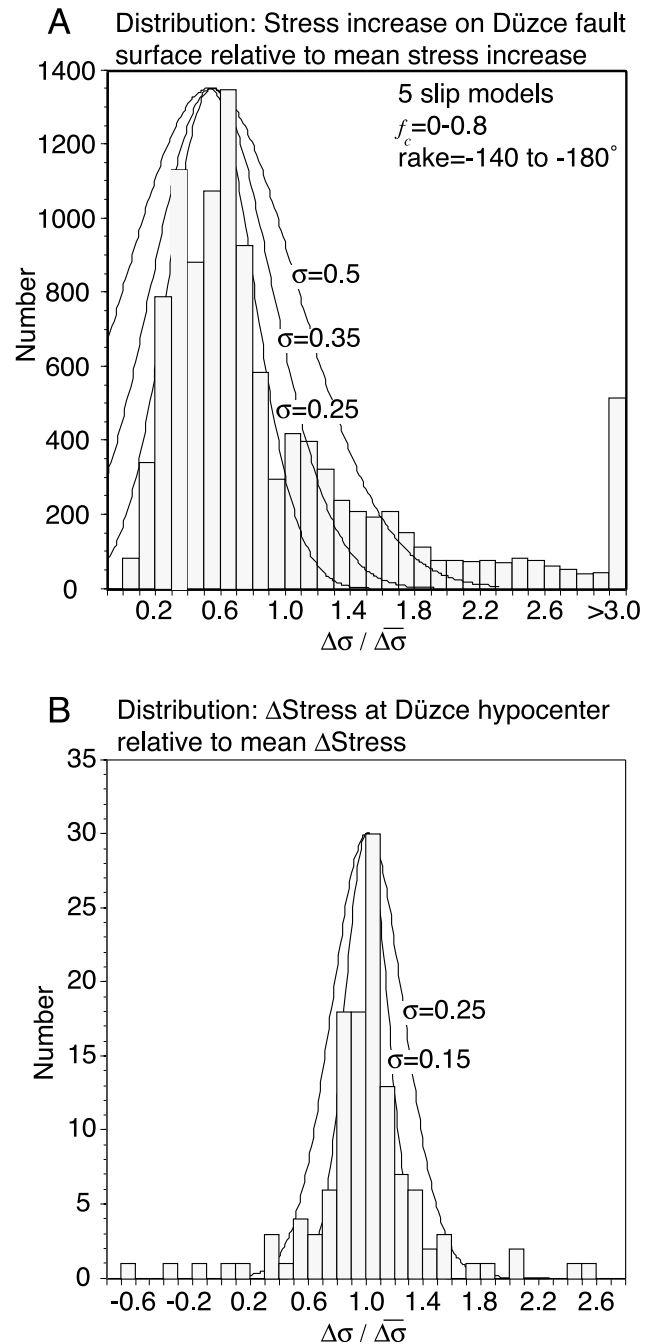 A Distribution: Stress increase on Düzce fault
surface relative to mean stress increase
1400
1200
1000
800
600
400
200
0
Number
5 slip models
f_c=0-0.8
rake=-140 to -180°
σ=0.5
σ=0.35
σ=0.25
0.2 0.6 1.0 1.4 1.8 2.2 2.6 >3.0
Δσ / Δσ̅
B Distribution: ΔStress at Düzce hypocenter
relative to mean ΔStress
35
30
25
20
15
10
5
0
Number
σ=0.25
σ=0.15
-0.6 -0.2 0.2 0.6 1.0 1.4 1.8 2.2 2.6
Δσ / Δσ̅